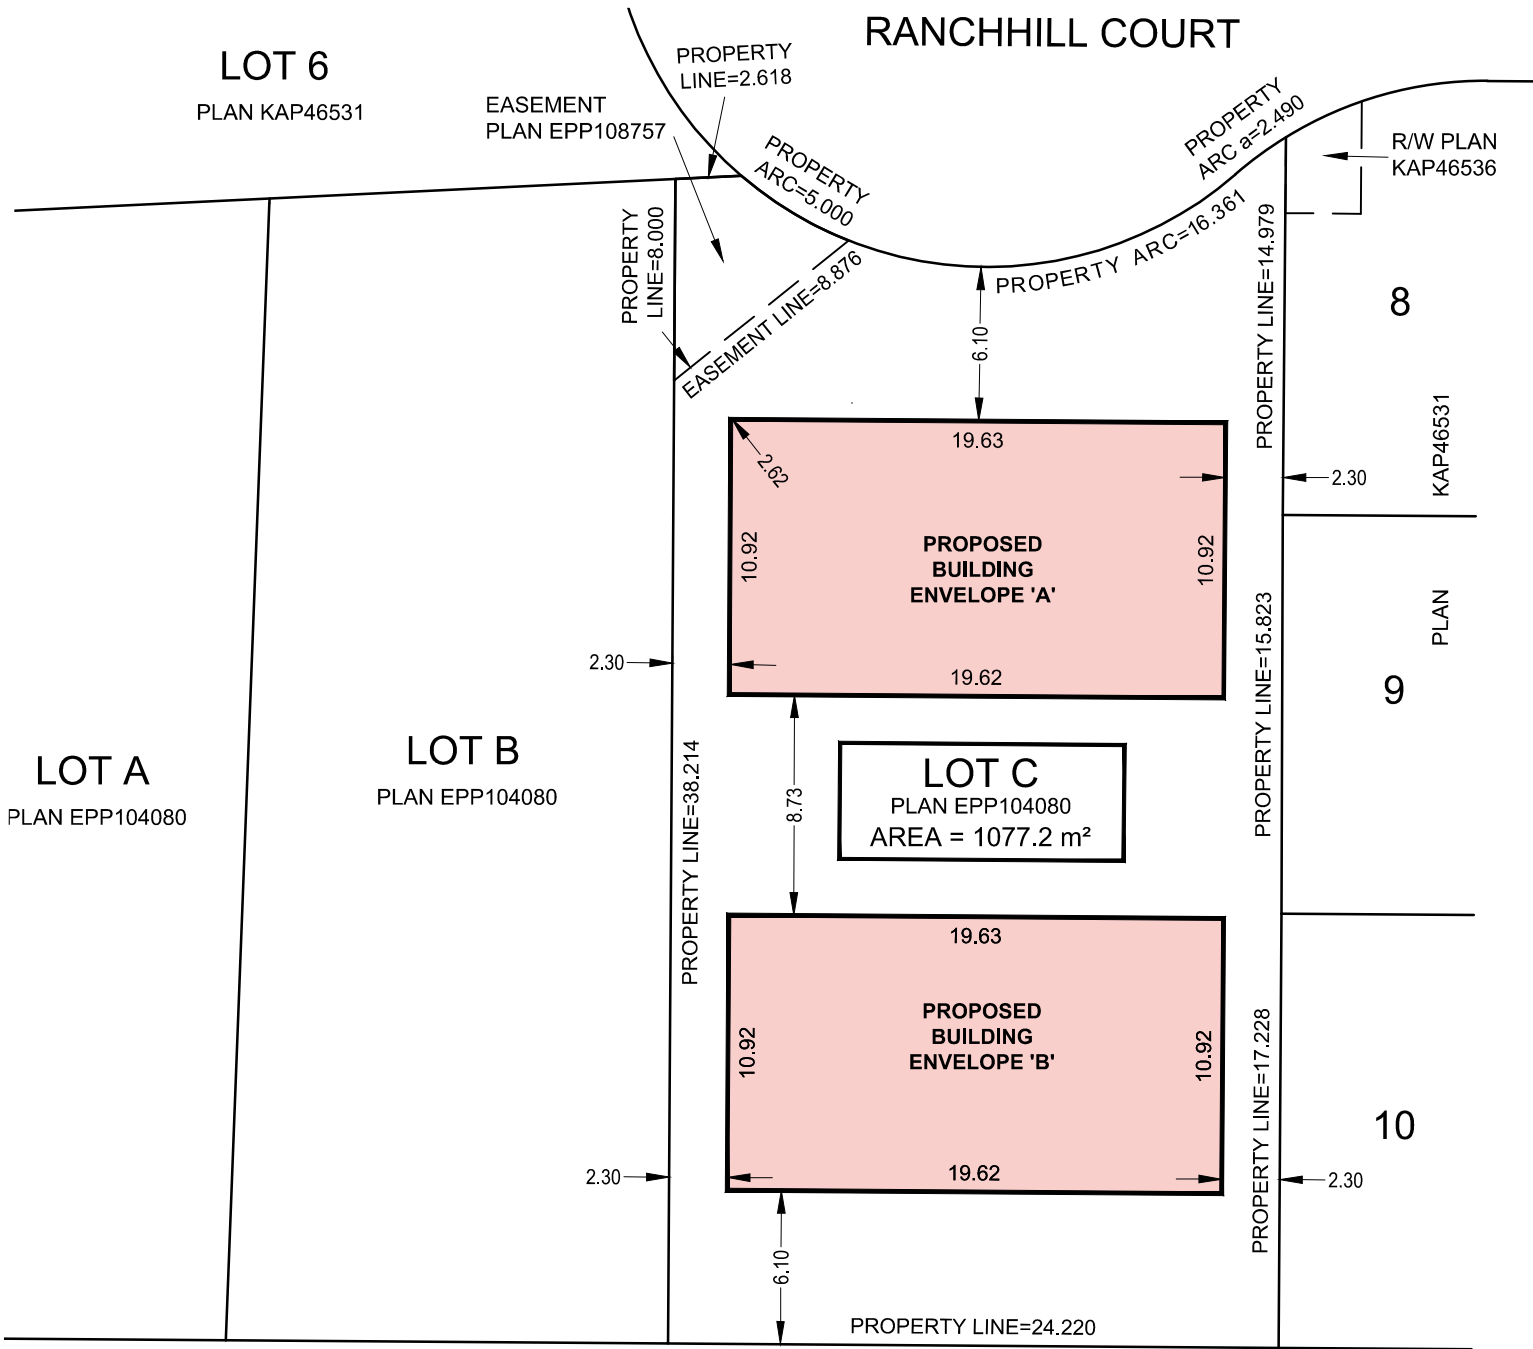 RANCHHILL COURT
LOT 6
PLAN KAP46531
PROPERTY
LINE=2.618
EASEMENT
PLAN EPP108757
PROPERTY
ARC=5.000
PROPERTY
ARC a=2.490
R/W PLAN
KAP46536
PROPERTY
LINE=8.000
EASEMENT LINE=8.876
PROPERTY ARC=16.361
PROPERTY LINE=14.979
6.10
8
KAP46531
PLAN
19.63
2.62
2.30
10.92
PROPOSED
BUILDING
ENVELOPE 'A'
10.92
2.30
19.62
PROPERTY LINE=15.823
9
LOT A
PLAN EPP104080
LOT B
PLAN EPP104080
PROPERTY LINE=38.214
8.73
LOT C
PLAN EPP104080
AREA = 1077.2 m²
19.63
10.92
PROPOSED
BUILDING
ENVELOPE 'B'
10.92
PROPERTY LINE=17.228
10
2.30
19.62
2.30
6.10
PROPERTY LINE=24.220